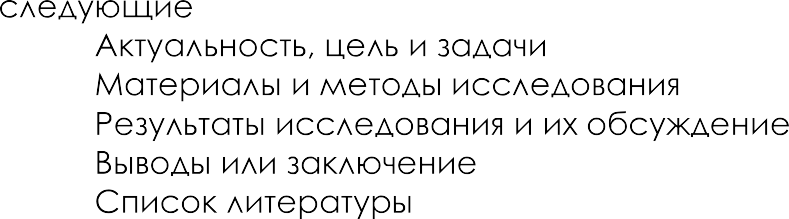 следующие
Актуальность, цель и задачи
Материалы и методы исследования
Результаты исследования и их обсуждение
Выводы или заключение
Список литературы